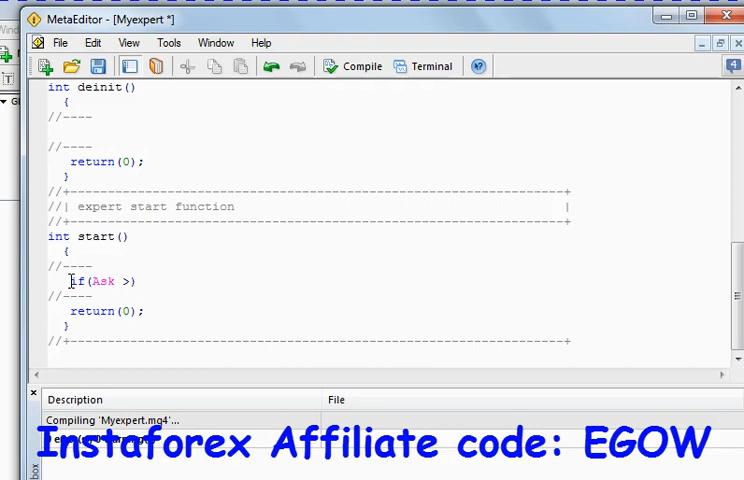 MetaEditor - [Myexpert *]
File Edit View Tools Window Help
Compile Terminal 4
int deinit()
{
//----
//----
return(0);
}
//+------------------------------------------------------------------+
//| expert start function |
//+------------------------------------------------------------------+
int start()
{
//----
if(Ask >)
//----
return(0);
}
//+------------------------------------------------------------------+
Description File
Compiling 'Myexpert.mq4'...
Instaforex Affiliate code: EGOW